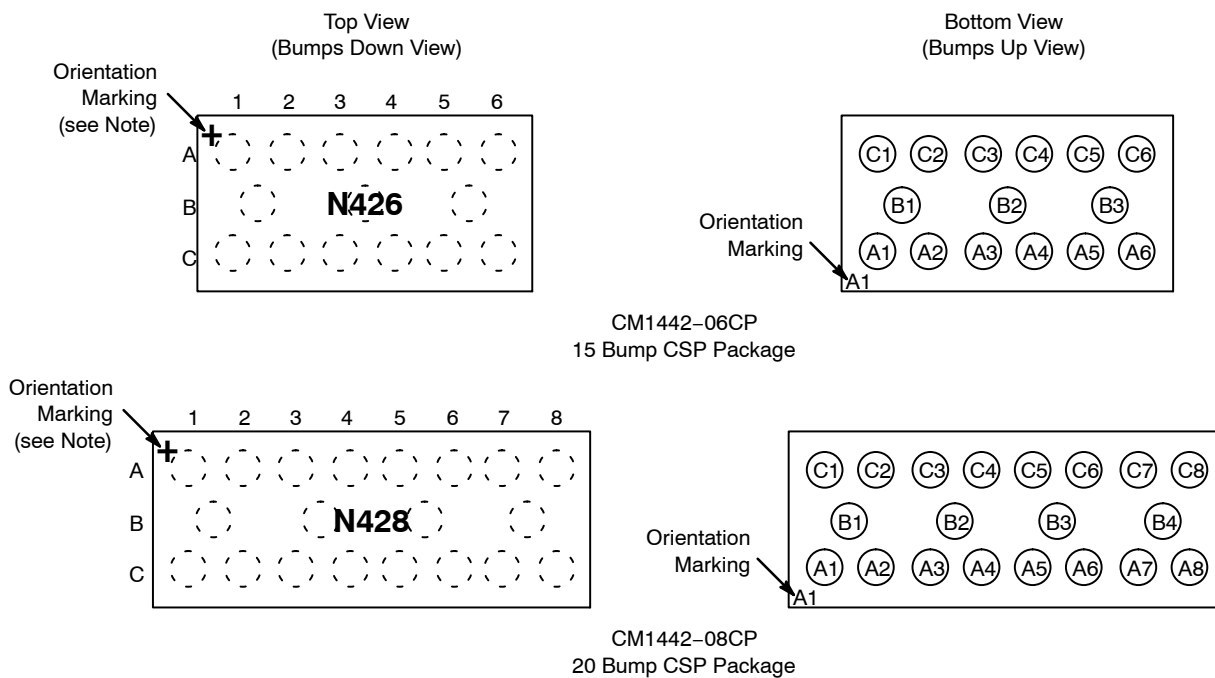 Top View
(Bumps Down View)
Orientation
Marking
(see Note)
+
1 2 3 4 5 6
A
B
C
N426
Bottom View
(Bumps Up View)
C1 C2 C3 C4 C5 C6
B1 B2 B3
Orientation
Marking
A1 A2 A3 A4 A5 A6
A1
CM1442−06CP
15 Bump CSP Package
Orientation
Marking
(see Note)
+
1 2 3 4 5 6 7 8
A
B
C
N428
C1 C2 C3 C4 C5 C6 C7 C8
B1 B2 B3 B4
Orientation
Marking
A1 A2 A3 A4 A5 A6 A7 A8
A1
CM1442−08CP
20 Bump CSP Package